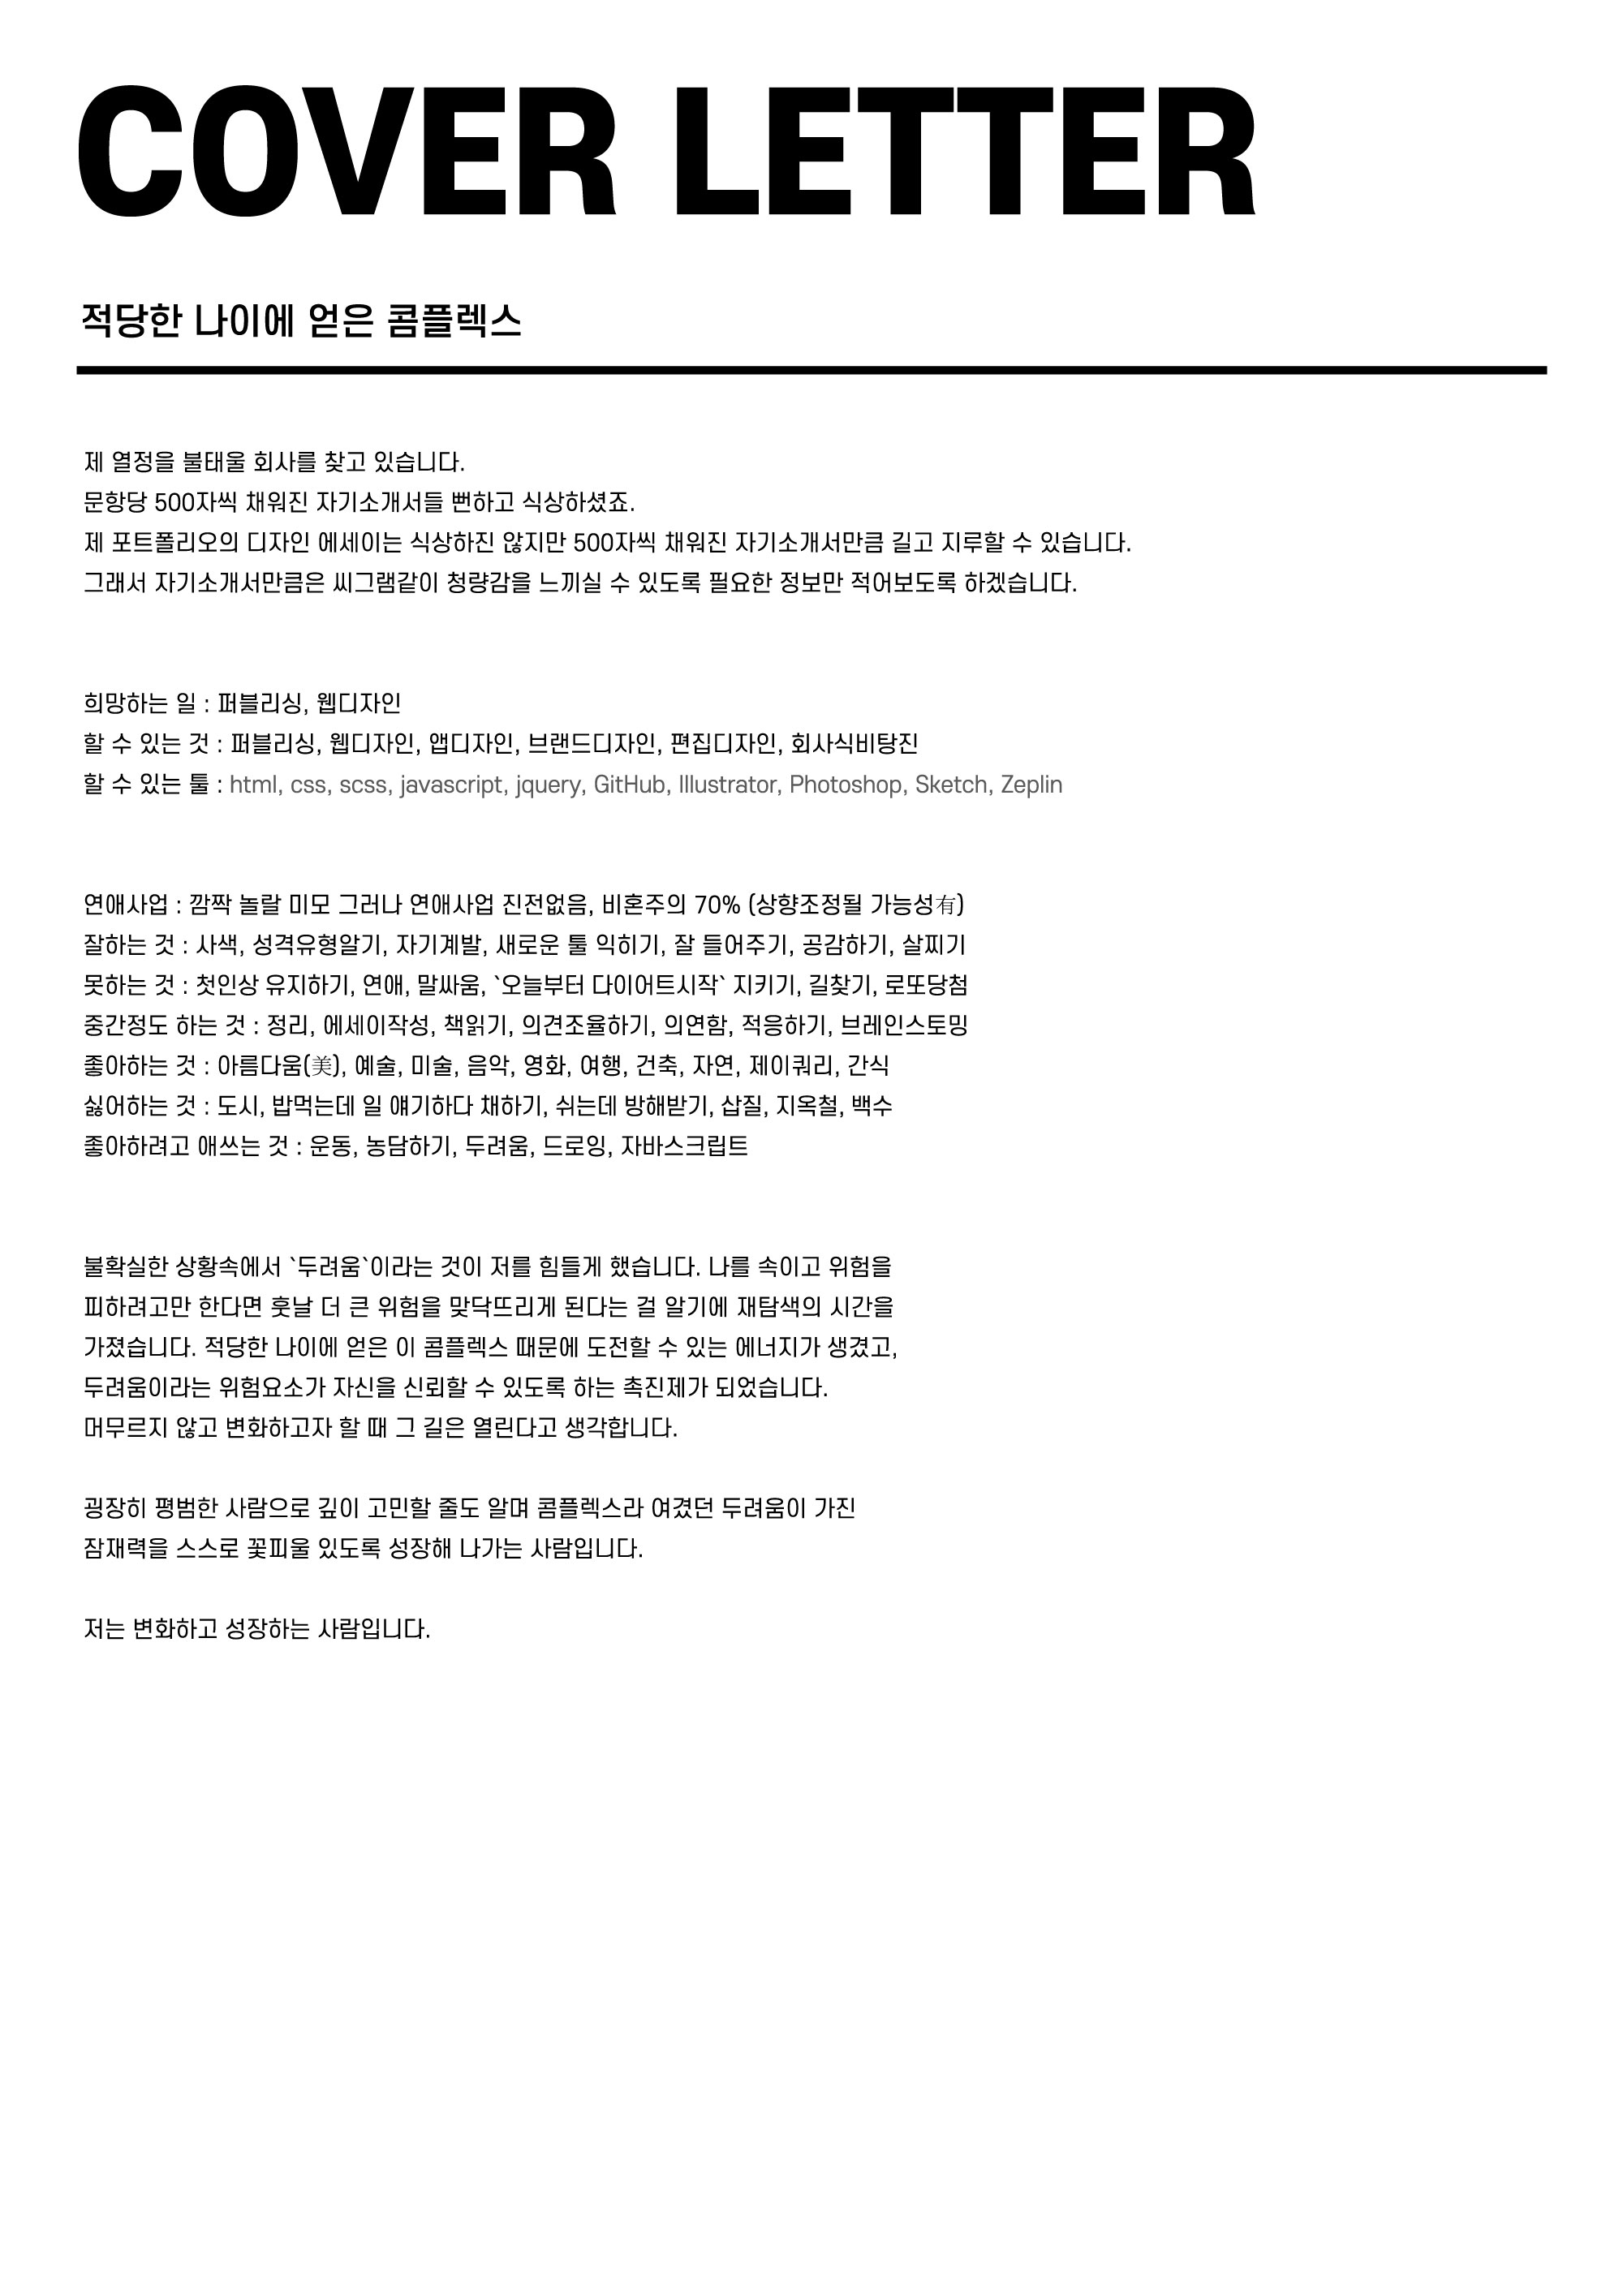 COVER LETTER
적당한 나이에 얻은 콤플렉스
제 열정을 불태울 회사를 찾고 있습니다.
문항당 500자씩 채워진 자기소개서들 뻔하고 식상하셨죠.
제 포트폴리오의 디자인 에세이는 식상하진 않지만 500자씩 채워진 자기소개서만큼 길고 지루할 수 있습니다.
그래서 자기소개서만큼은 씨그램같이 청량감을 느끼실 수 있도록 필요한 정보만 적어보도록 하겠습니다.
희망하는 일 : 퍼블리싱, 웹디자인
할 수 있는 것 : 퍼블리싱, 웹디자인, 앱디자인, 브랜드디자인, 편집디자인, 회사식비탕진
할 수 있는 툴 : html, css, scss, javascript, jquery, GitHub, Illustrator, Photoshop, Sketch, Zeplin
연애사업 : 깜짝 놀랄 미모 그러나 연애사업 진전없음, 비혼주의 70% (상향조정될 가능성有)
잘하는 것 : 사색, 성격유형알기, 자기계발, 새로운 툴 익히기, 잘 들어주기, 공감하기, 살찌기
못하는 것 : 첫인상 유지하기, 연애, 말싸움, `오늘부터 다이어트시작` 지키기, 길찾기, 로또당첨
중간정도 하는 것 : 정리, 에세이작성, 책읽기, 의견조율하기, 의연함, 적응하기, 브레인스토밍
좋아하는 것 : 아름다움(美), 예술, 미술, 음악, 영화, 여행, 건축, 자연, 제이쿼리, 간식
싫어하는 것 : 도시, 밥먹는데 일 얘기하다 채하기, 쉬는데 방해받기, 삽질, 지옥철, 백수
좋아하려고 애쓰는 것 : 운동, 농담하기, 두려움, 드로잉, 자바스크립트
불확실한 상황속에서 `두려움`이라는 것이 저를 힘들게 했습니다. 나를 속이고 위험을
피하려고만 한다면 훗날 더 큰 위험을 맞닥뜨리게 된다는 걸 알기에 재탐색의 시간을
가졌습니다. 적당한 나이에 얻은 이 콤플렉스 때문에 도전할 수 있는 에너지가 생겼고,
두려움이라는 위험요소가 자신을 신뢰할 수 있도록 하는 촉진제가 되었습니다.
머무르지 않고 변화하고자 할 때 그 길은 열린다고 생각합니다.
굉장히 평범한 사람으로 깊이 고민할 줄도 알며 콤플렉스라 여겼던 두려움이 가진
잠재력을 스스로 꽃피울 있도록 성장해 나가는 사람입니다.
저는 변화하고 성장하는 사람입니다.